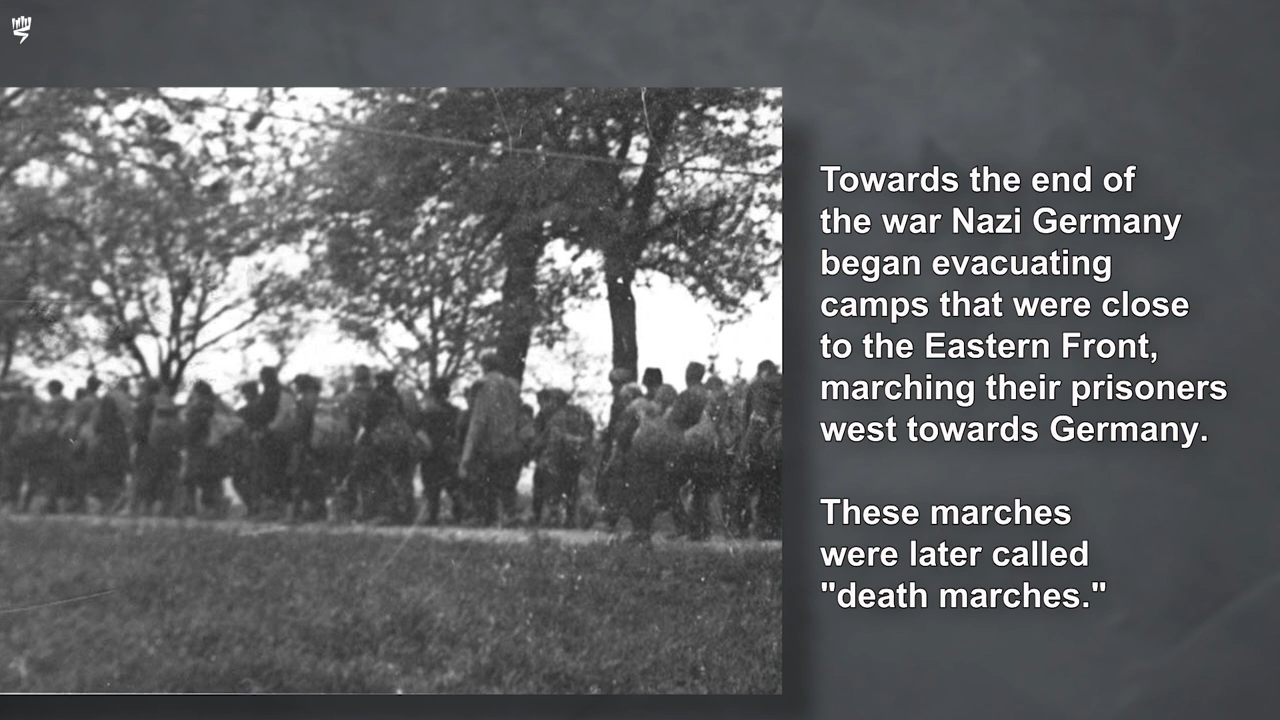 Towards the end of
the war Nazi Germany
began evacuating
camps that were close
to the Eastern Front,
marching their prisoners
west towards Germany.
These marches
were later called
"death marches."